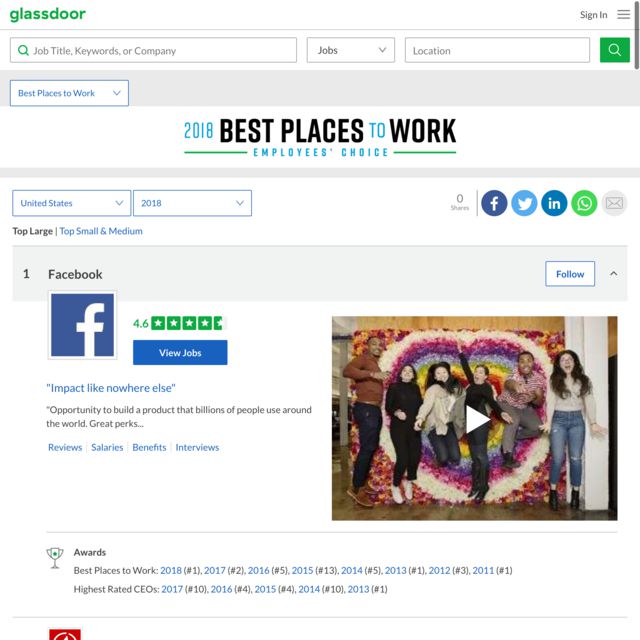 glassdoor
Sign In
Job Title, Keywords, or Company
Jobs
Location
Best Places to Work
2018 BEST PLACES TO WORK
EMPLOYEES' CHOICE
United States
2018
0
Shares
Top Large | Top Small & Medium
1 Facebook
Follow
4.6
View Jobs
"Impact like nowhere else"
"Opportunity to build a product that billions of people use around
the world. Great perks...
Reviews
Salaries
Benefits
Interviews
Awards
Best Places to Work: 2018 (#1), 2017 (#2), 2016 (#5), 2015 (#13), 2014 (#5), 2013 (#1), 2012 (#3), 2011 (#1)
Highest Rated CEOs: 2017 (#10), 2016 (#4), 2015 (#4), 2014 (#10), 2013 (#1)